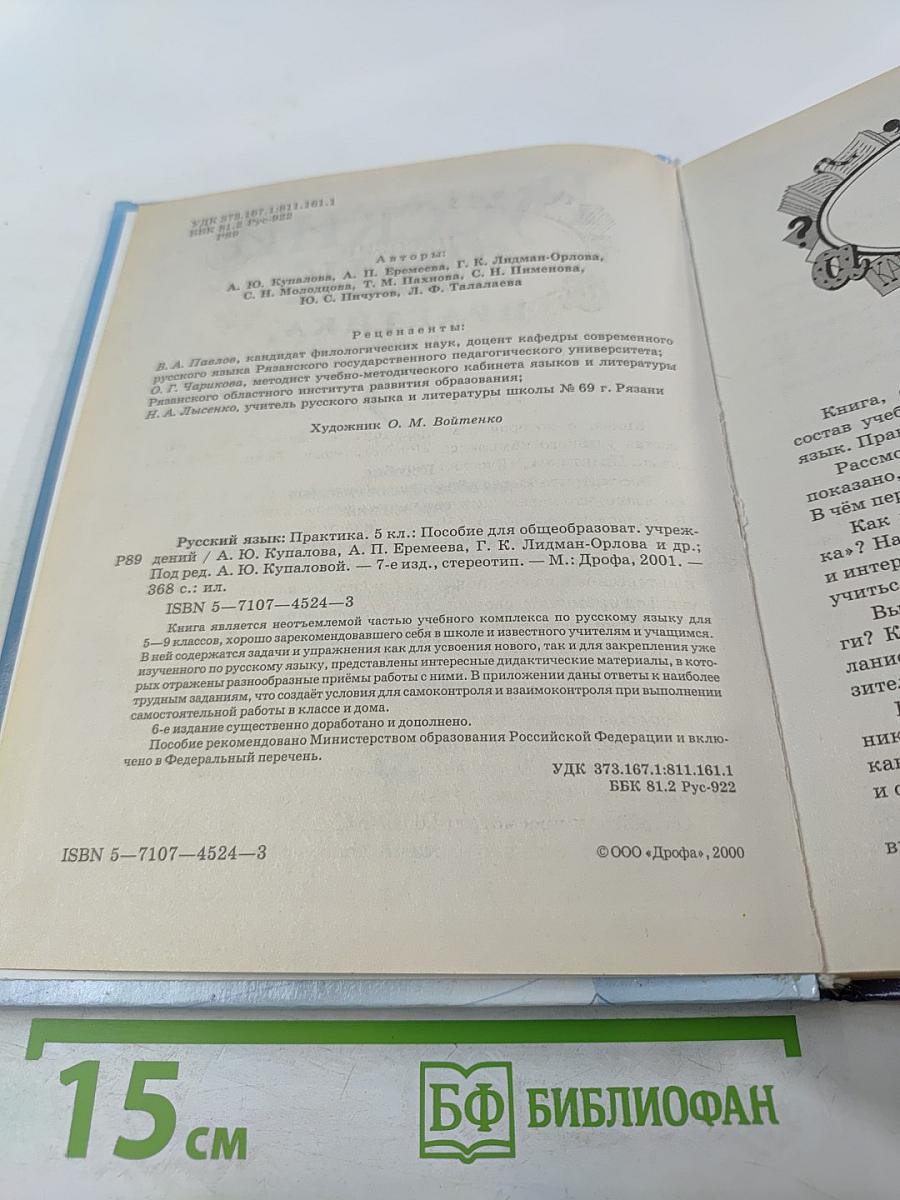 УДК 373.167.1:811.161.1
ББК 81.2 Рус-922
Р89
Авторы:
А. Ю. Купалова, А. П. Еремеева, Г. К. Лидман-Орлова,
С. Н. Молодцова, Т. М. Пахнова, С. Н. Пименова,
Ю. С. Пичугов, Л. Ф. Талалаева
Рецензенты:
В. А. Павлов, кандидат филологических наук, доцент кафедры современного
русского языка Рязанского государственного педагогического университета;
О. Г. Чарикова, методист учебно-методического кабинета языков и литературы
Рязанского областного института развития образования;
Н. А. Лысенко, учитель русского языка и литературы школы № 69 г. Рязани
Художник О. М. Войтенко
Русский язык: Практика. 5 кл.: Пособие для общеобразоват. учреж-
Р89 дений / А. Ю. Купалова, А. П. Еремеева, Г. К. Лидман-Орлова и др.;
Под ред. А. Ю. Купаловой. — 7-е изд., стереотип. — М.: Дрофа, 2001. —
368 с.: ил.
ISBN 5—7107—4524—3
Книга является неотъемлемой частью учебного комплекса по русскому языку для
5—9 классов, хорошо зарекомендовавшего себя в школе и известного учителям и учащимся.
В ней содержатся задачи и упражнения как для усвоения нового, так и для закрепления уже
изученного по русскому языку, представлены интересные дидактические материалы, в кото-
рых отражены разнообразные приёмы работы с ними. В приложении даны ответы к наиболее
трудным заданиям, что создаёт условия для самоконтроля и взаимоконтроля при выполнении
самостоятельной работы в классе и дома.
6-е издание существенно доработано и дополнено.
Пособие рекомендовано Министерством образования Российской Федерации и вклю-
чено в Федеральный перечень.
УДК 373.167.1:811.161.1
ББК 81.2 Рус-922
ISBN 5—7107—4524—3
© ООО «Дрофа», 2000
Книга,
состав учеб
язык. Пра
Рассмо
показано,
В чём пер
Как
ка»? На
и интер
учитьс
Вы
ги? К
лание
зител
ник
как
и с
в
15 см
БФ БИБЛИОФАН